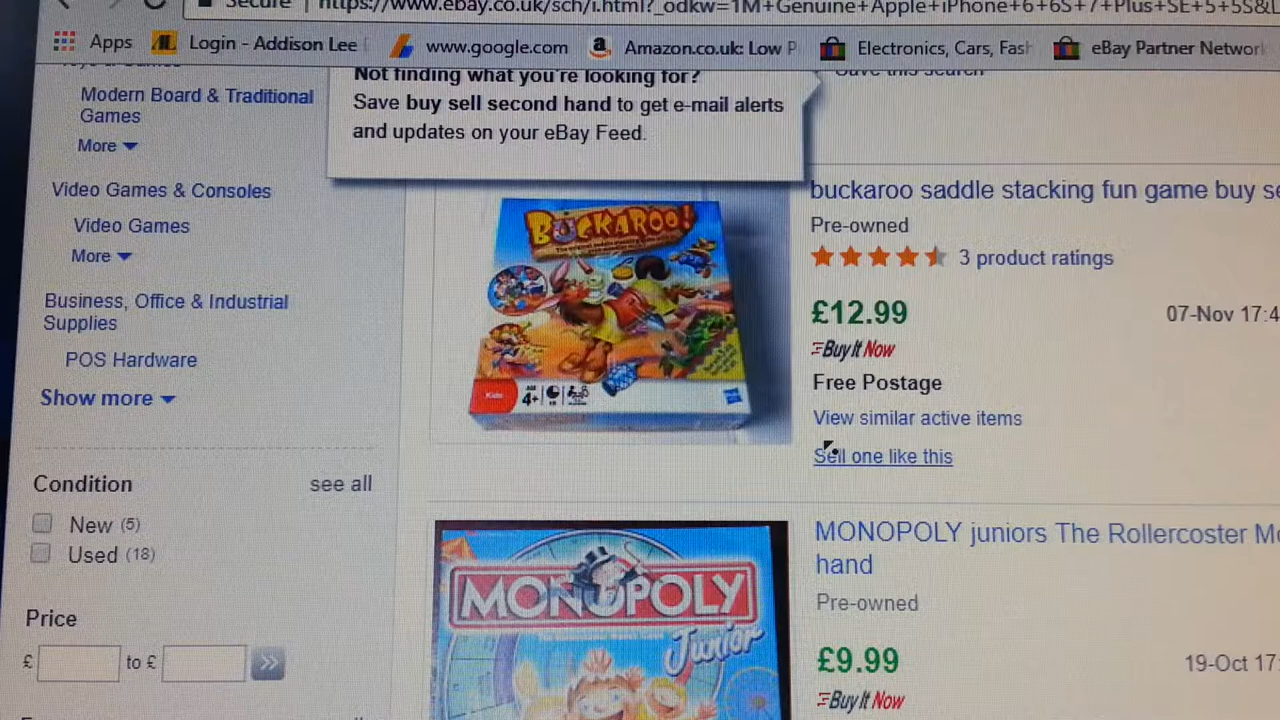 Secure
https://www.ebay.co.uk/sch/i.html?_odkw=1M+Genuine+Apple+iPhone+6+6S+7+Plus+SE+5+5S&L
Apps
Login - Addison Lee
www.google.com
Amazon.co.uk: Low P
Electronics, Cars, Fash
eBay Partner Network
Not finding what you're looking for?
Save buy sell second hand to get e-mail alerts
and updates on your eBay Feed.
Save this search
Modern Board & Traditional
Games
More
Video Games & Consoles
Video Games
More
Business, Office & Industrial
Supplies
POS Hardware
Show more
Condition
see all
New (5)
Used (18)
Price
£
to £
BUCKAROO!
Kids
AGE
4+
buckaroo saddle stacking fun game buy se
Pre-owned
3 product ratings
£12.99
07-Nov 17:4
Buy It Now
Free Postage
View similar active items
Sell one like this
MONOPOLY
Junior
MONOPOLY juniors The Rollercoster Mo
hand
Pre-owned
£9.99
19-Oct 17:
Buy It Now